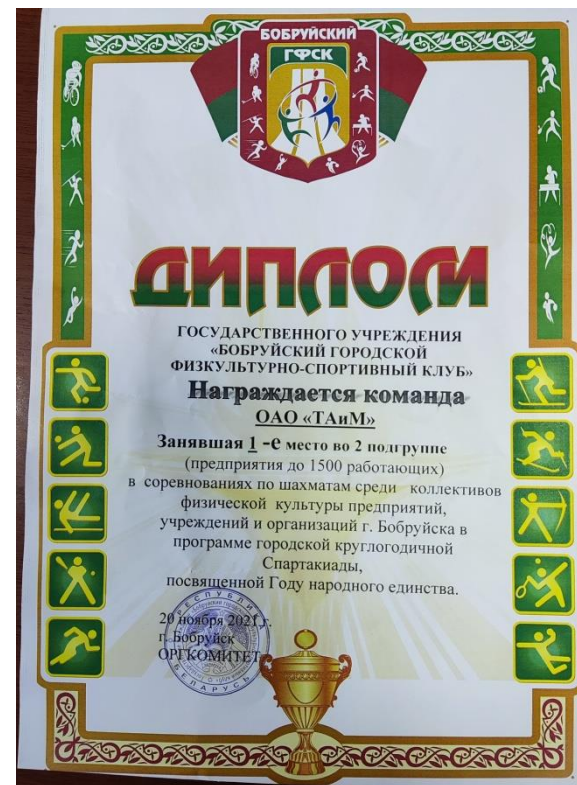 БОБРУЙСКИЙ
ГФСК
ДИПЛОМ
ГОСУДАРСТВЕННОГО УЧРЕЖДЕНИЯ
«БОБРУЙСКИЙ ГОРОДСКОЙ
ФИЗКУЛЬТУРНО-СПОРТИВНЫЙ КЛУБ»
Награждается команда
ОАО «ТАиМ»
Занявшая 1 -е место во 2 подгруппе
(предприятия до 1500 работающих)
в соревнованиях по шахматам среди коллективов
физической культуры предприятий,
учреждений и организаций г. Бобруйска в
программе городской круглогодичной
Спартакиады,
посвященной Году народного единства.
20 ноября 2021 г.
г. Бобруйск
ОРГКОМИТЕТ
РЕСПУБЛИКА
БЕЛАРУСЬ